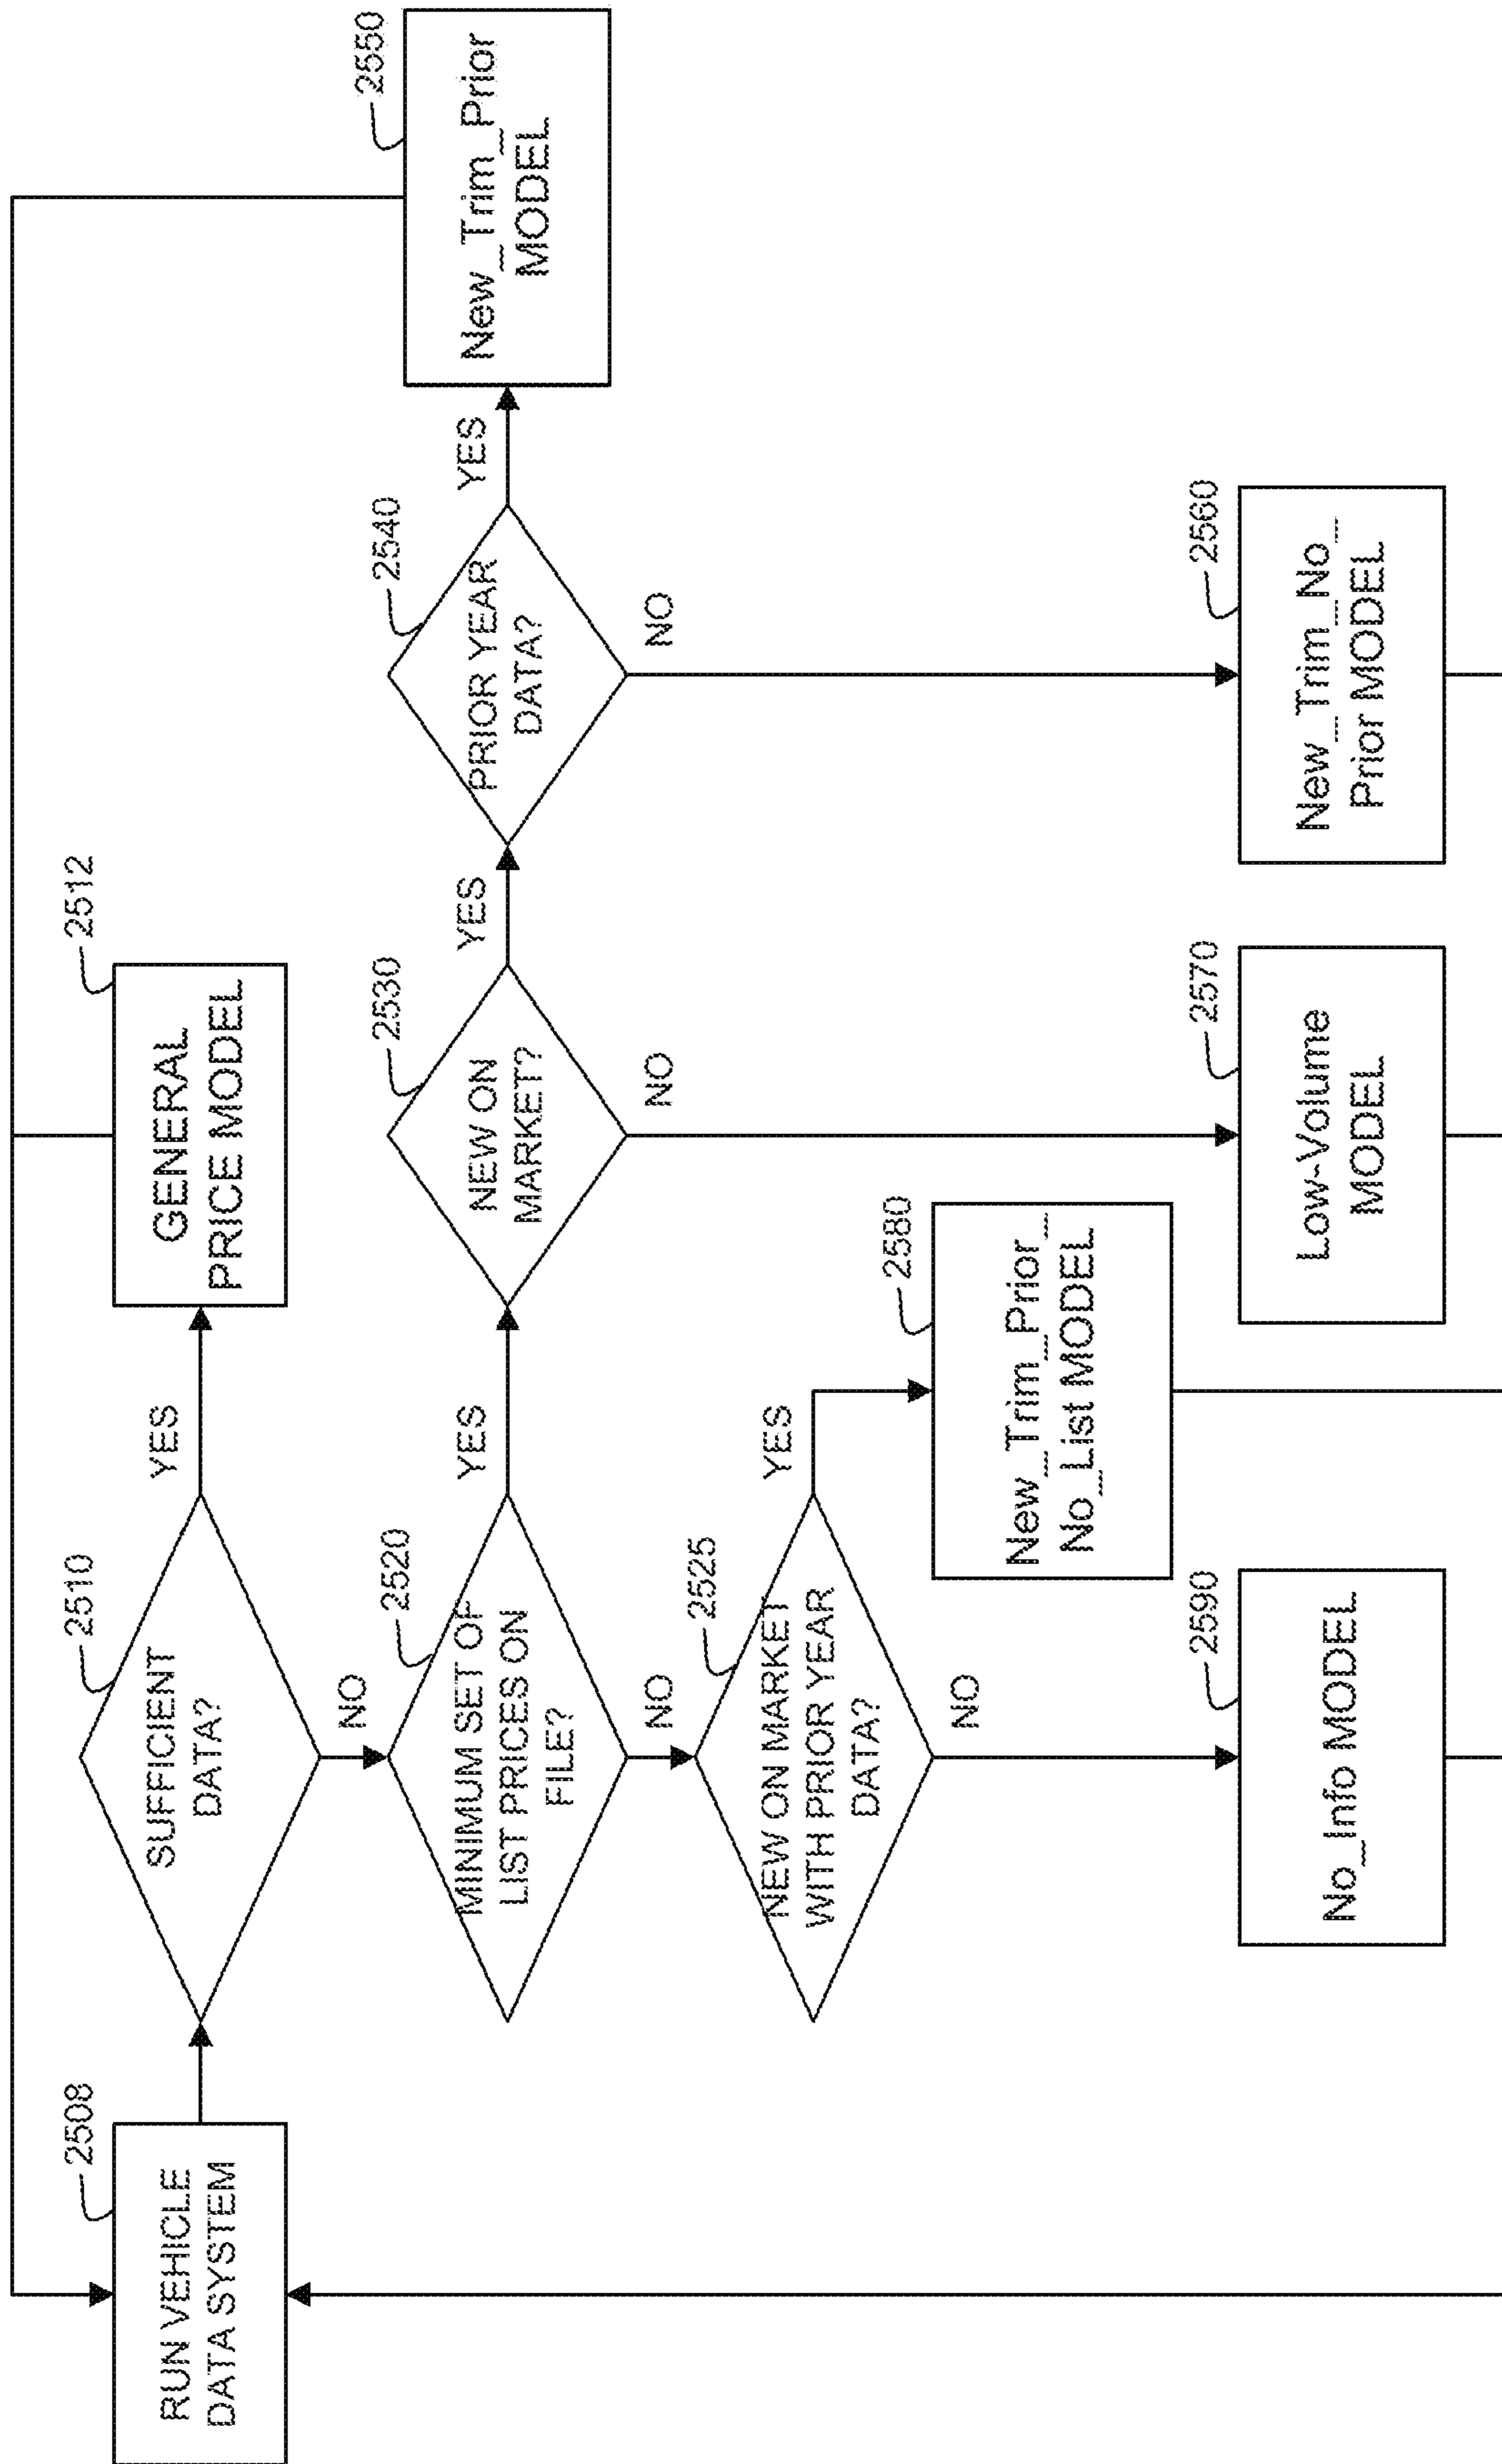 2508
RUN VEHICLE
DATA SYSTEM
2510
SUFFICIENT
DATA?
YES
NO
2512
GENERAL
PRICE MODEL
2520
MINIMUM SET OF
LIST PRICES ON
FILE?
YES
NO
2530
NEW ON
MARKET?
YES
NO
2540
PRIOR YEAR
DATA?
YES
NO
2550
New_Trim_Prior
MODEL
2525
NEW ON MARKET
WITH PRIOR YEAR
DATA?
YES
NO
2580
New_Trim_Prior_
No_List MODEL
2590
No_Info MODEL
2570
Low-Volume
MODEL
2560
New_Trim_No_
Prior MODEL